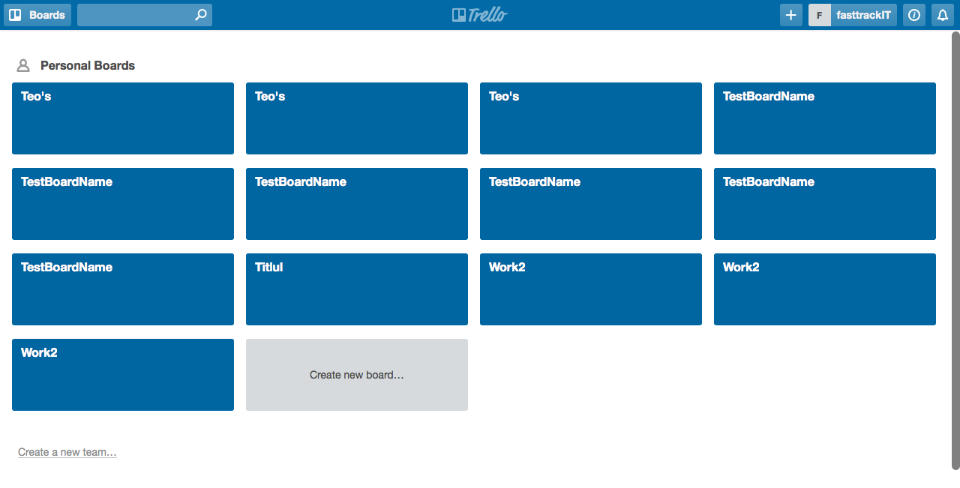 Boards
Trello
F fasttrackIT
Personal Boards
Teo's
Teo's
Teo's
TestBoardName
TestBoardName
TestBoardName
TestBoardName
TestBoardName
TestBoardName
Titlul
Work2
Work2
Work2
Create new board...
Create a new team...